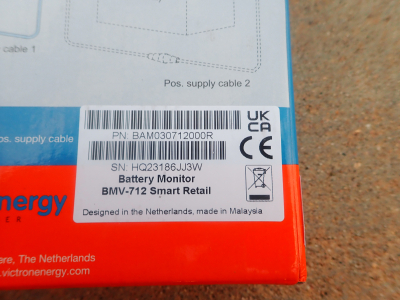 cable 1
Pos. supply cable 2
os. supply cable
PN: BAM030712000R
UK
CA
CE
SN: HQ23186JJ3W
Battery Monitor
BMV-712 Smart Retail
nergy
Designed in the Netherlands, made in Malaysia
ere, The Netherlands
.victronenergy.com